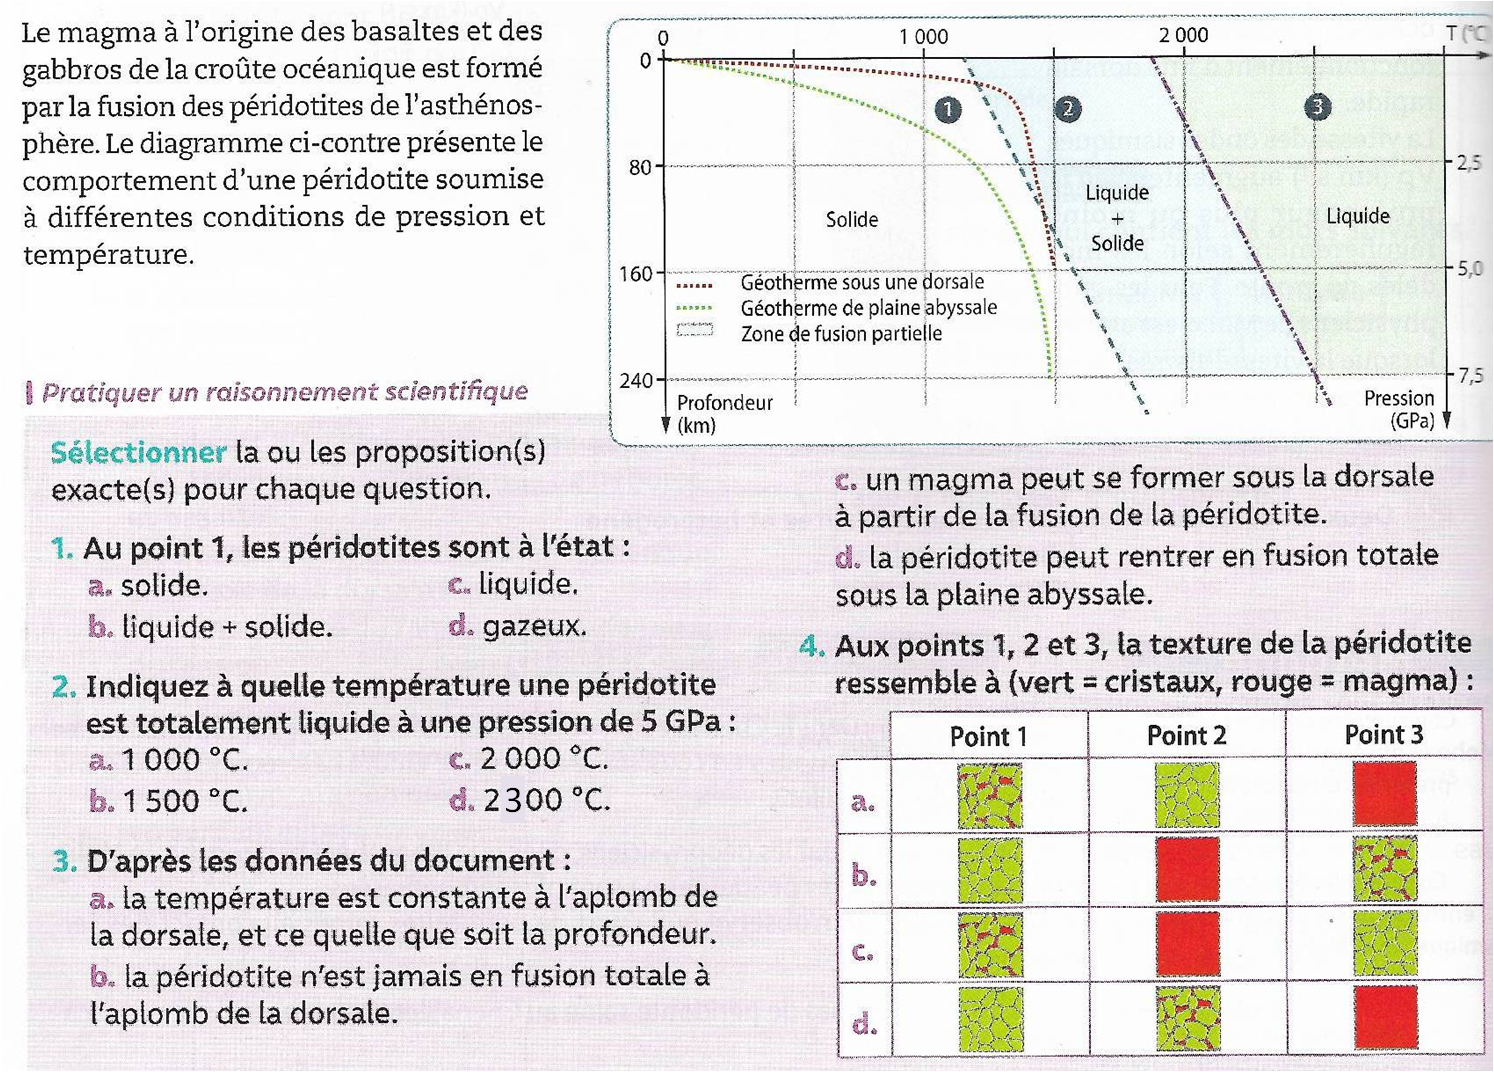 Le magma à l'origine des basaltes et des
gabbros de la croûte océanique est formé
par la fusion des péridotites de l'asthénos-
phère. Le diagramme ci-contre présente le
comportement d'une péridotite soumise
à différentes conditions de pression et
température.
0 1 000 2 000 T (°C
0
80
160
240
2,5
5,0
7,5
1 2 3
Solide
Liquide
+
Solide
Liquide
Géotherme sous une dorsale
Géotherme de plaine abyssale
Zone de fusion partielle
Profondeur
(km)
Pression
(GPa)
Pratiquer un raisonnement scientifique
Sélectionner la ou les proposition(s)
exacte(s) pour chaque question.
1. Au point 1, les péridotites sont à l'état :
a. solide. c. liquide.
b. liquide + solide. d. gazeux.
2. Indiquez à quelle température une péridotite
est totalement liquide à une pression de 5 GPa :
a. 1 000 °C. c. 2 000 °C.
b. 1 500 °C. d. 2300 °C.
3. D'après les données du document :
a. la température est constante à l'aplomb de
la dorsale, et ce quelle que soit la profondeur.
b. la péridotite n'est jamais en fusion totale à
l'aplomb de la dorsale.
c. un magma peut se former sous la dorsale
à partir de la fusion de la péridotite.
d. la péridotite peut rentrer en fusion totale
sous la plaine abyssale.
4. Aux points 1, 2 et 3, la texture de la péridotite
ressemble à (vert = cristaux, rouge = magma) :
Point 1 Point 2 Point 3
a.
b.
c.
d.